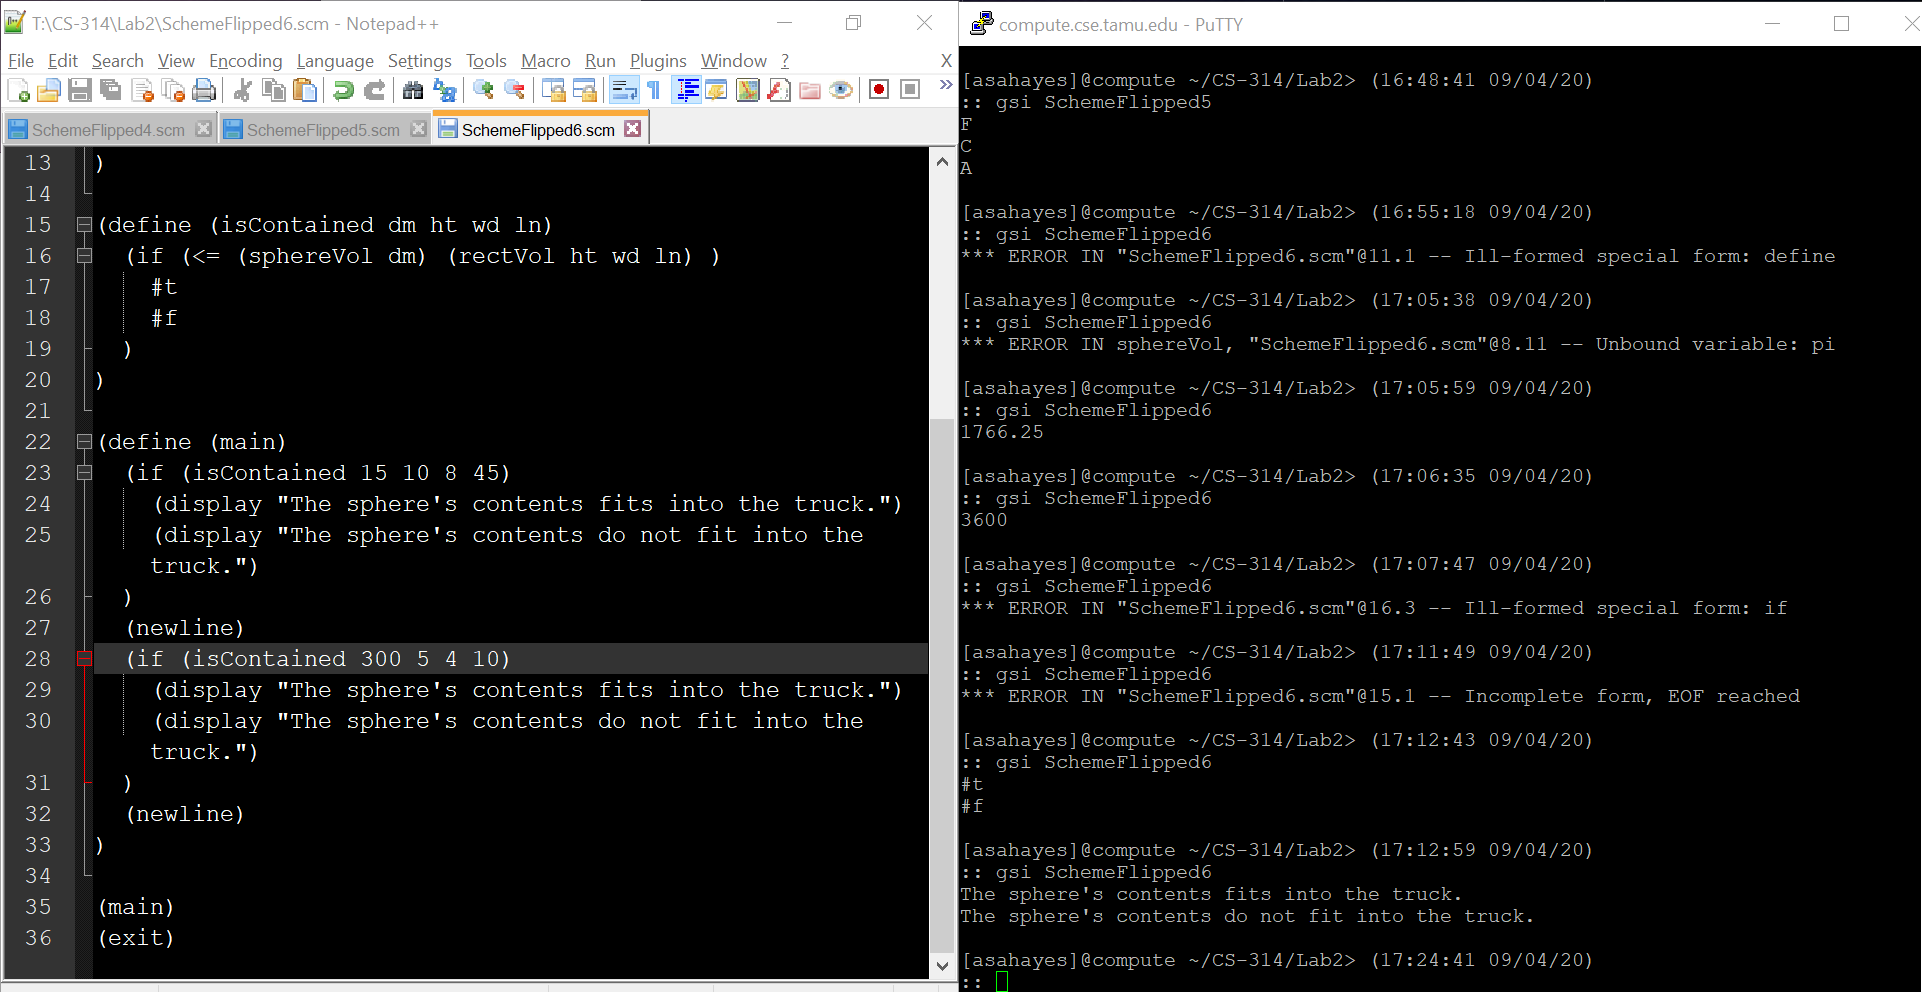 T:\CS-314\Lab2\SchemeFlipped6.scm - Notepad++
File Edit Search View Encoding Language Settings Tools Macro Run Plugins Window ? X
SchemeFlipped4.scm SchemeFlipped5.scm SchemeFlipped6.scm
13 )
14
15 (define (isContained dm ht wd ln)
16 (if (<= (sphereVol dm) (rectVol ht wd ln) )
17 #t
18 #f
19 )
20 )
21
22 (define (main)
23 (if (isContained 15 10 8 45)
24 (display "The sphere's contents fits into the truck.")
25 (display "The sphere's contents do not fit into the
truck.")
26 )
27 (newline)
28 (if (isContained 300 5 4 10)
29 (display "The sphere's contents fits into the truck.")
30 (display "The sphere's contents do not fit into the
truck.")
31 )
32 (newline)
33 )
34
35 (main)
36 (exit)
compute.cse.tamu.edu - PuTTY
[asahayes]@compute ~/CS-314/Lab2> (16:48:41 09/04/20)
:: gsi SchemeFlipped5
F
C
A
[asahayes]@compute ~/CS-314/Lab2> (16:55:18 09/04/20)
:: gsi SchemeFlipped6
*** ERROR IN "SchemeFlipped6.scm"@11.1 -- Ill-formed special form: define
[asahayes]@compute ~/CS-314/Lab2> (17:05:38 09/04/20)
:: gsi SchemeFlipped6
*** ERROR IN sphereVol, "SchemeFlipped6.scm"@8.11 -- Unbound variable: pi
[asahayes]@compute ~/CS-314/Lab2> (17:05:59 09/04/20)
:: gsi SchemeFlipped6
1766.25
[asahayes]@compute ~/CS-314/Lab2> (17:06:35 09/04/20)
:: gsi SchemeFlipped6
3600
[asahayes]@compute ~/CS-314/Lab2> (17:07:47 09/04/20)
:: gsi SchemeFlipped6
*** ERROR IN "SchemeFlipped6.scm"@16.3 -- Ill-formed special form: if
[asahayes]@compute ~/CS-314/Lab2> (17:11:49 09/04/20)
:: gsi SchemeFlipped6
*** ERROR IN "SchemeFlipped6.scm"@15.1 -- Incomplete form, EOF reached
[asahayes]@compute ~/CS-314/Lab2> (17:12:43 09/04/20)
:: gsi SchemeFlipped6
#t
#f
[asahayes]@compute ~/CS-314/Lab2> (17:12:59 09/04/20)
:: gsi SchemeFlipped6
The sphere's contents fits into the truck.
The sphere's contents do not fit into the truck.
[asahayes]@compute ~/CS-314/Lab2> (17:24:41 09/04/20)
::